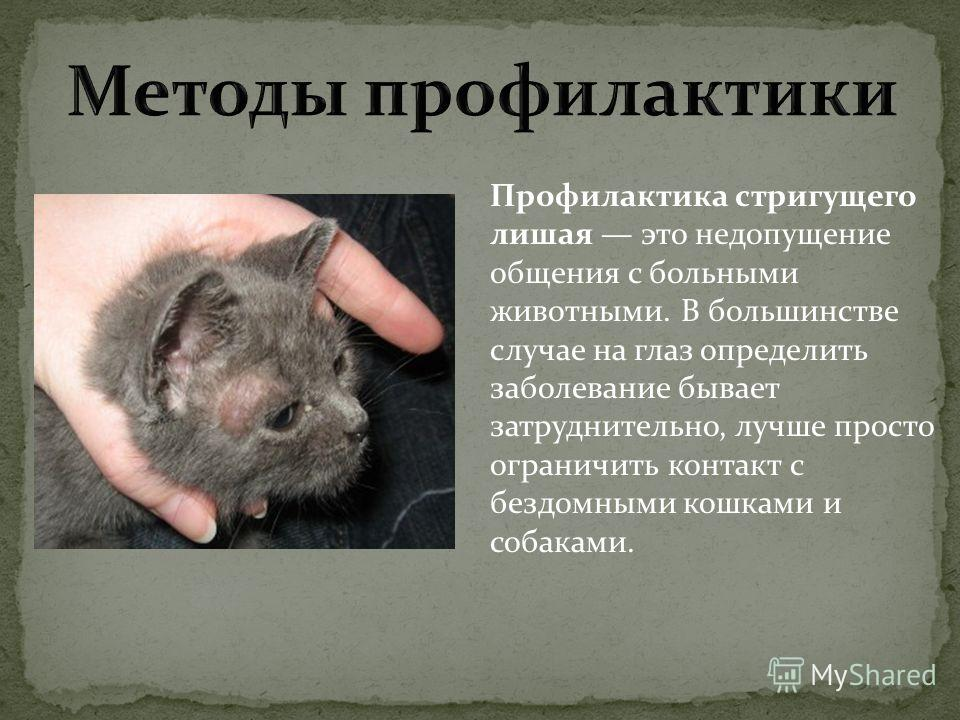 Методы профилактики
Профилактика стригущего
лишая — это недопущение
общения с больными
животными. В большинстве
случае на глаз определить
заболевание бывает
затруднительно, лучше просто
ограничить контакт с
бездомными кошками и
собаками.
MyShared